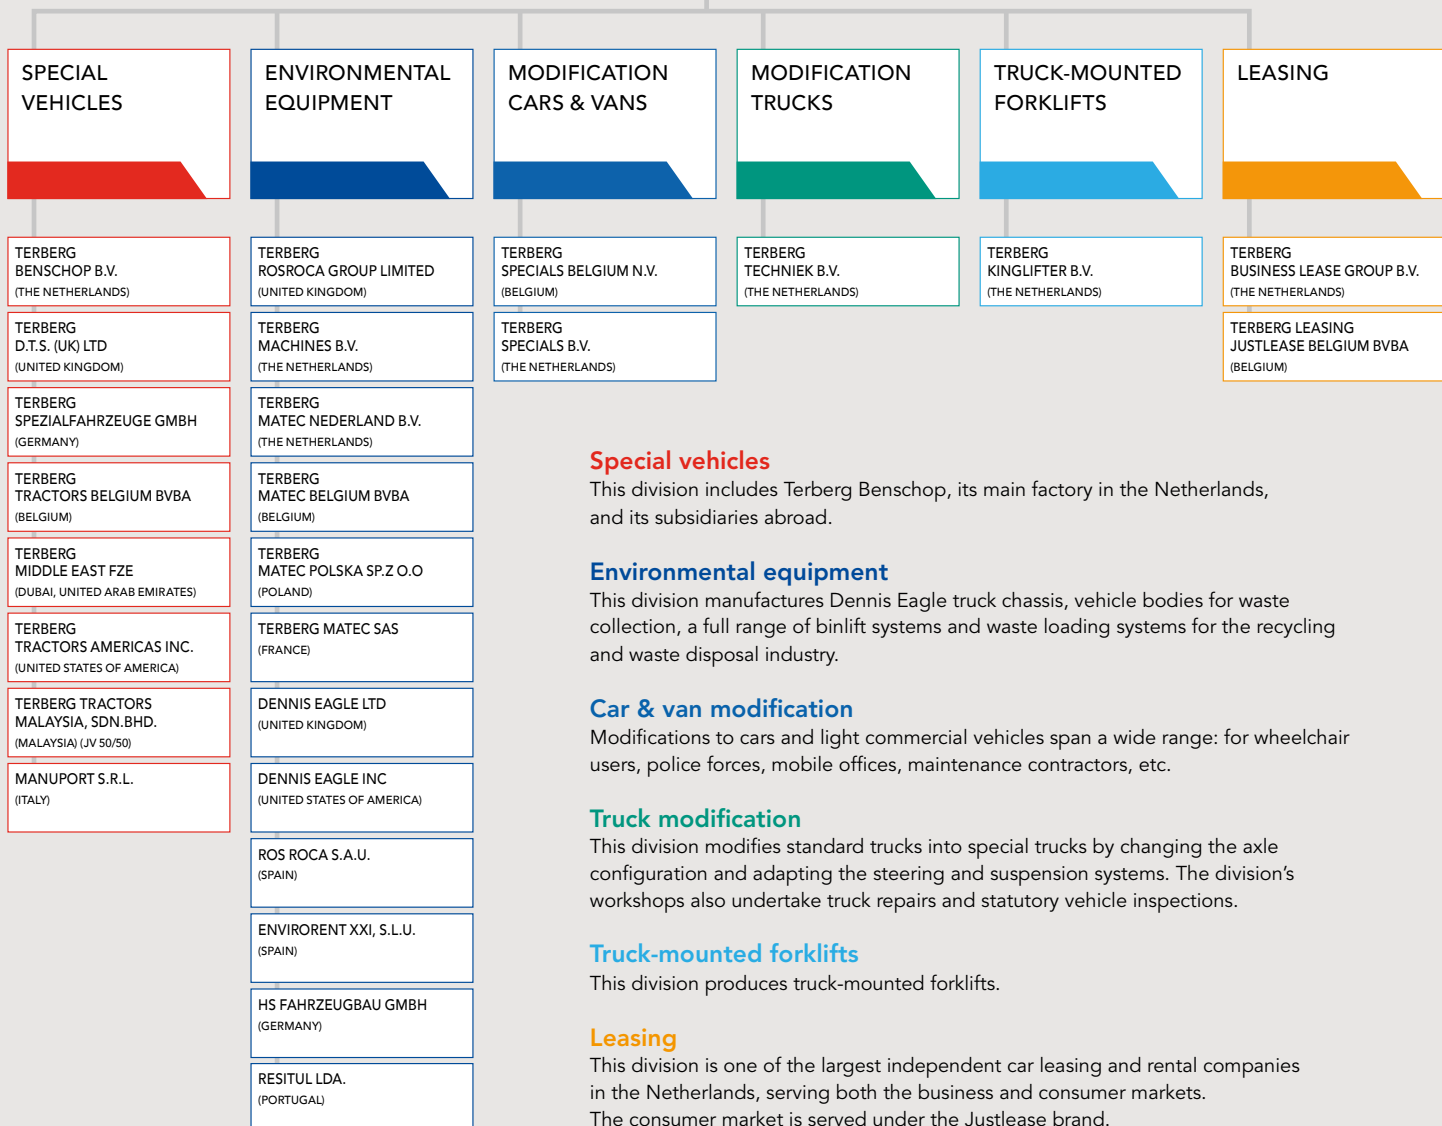 SPECIAL
VEHICLES
ENVIRONMENTAL
EQUIPMENT
MODIFICATION
CARS & VANS
MODIFICATION
TRUCKS
TRUCK-MOUNTED
FORKLIFTS
LEASING
TERBERG
BENSCHOP B.V.
(THE NETHERLANDS)
TERBERG
D.T.S. (UK) LTD
(UNITED KINGDOM)
TERBERG
SPEZIALFAHRZEUGE GMBH
(GERMANY)
TERBERG
TRACTORS BELGIUM BVBA
(BELGIUM)
TERBERG
MIDDLE EAST FZE
(DUBAI, UNITED ARAB EMIRATES)
TERBERG
TRACTORS AMERICAS INC.
(UNITED STATES OF AMERICA)
TERBERG TRACTORS
MALAYSIA, SDN.BHD.
(MALAYSIA) (JV 50/50)
MANUPORT S.R.L.
(ITALY)
TERBERG
ROSROCA GROUP LIMITED
(UNITED KINGDOM)
TERBERG
MACHINES B.V.
(THE NETHERLANDS)
TERBERG
MATEC NEDERLAND B.V.
(THE NETHERLANDS)
TERBERG
MATEC BELGIUM BVBA
(BELGIUM)
TERBERG
MATEC POLSKA SP.Z O.O
(POLAND)
TERBERG MATEC SAS
(FRANCE)
DENNIS EAGLE LTD
(UNITED KINGDOM)
DENNIS EAGLE INC
(UNITED STATES OF AMERICA)
ROS ROCA S.A.U.
(SPAIN)
ENVIRORENT XXI, S.L.U.
(SPAIN)
HS FAHRZEUGBAU GMBH
(GERMANY)
RESITUL LDA.
(PORTUGAL)
TERBERG
SPECIALS BELGIUM N.V.
(BELGIUM)
TERBERG
SPECIALS B.V.
(THE NETHERLANDS)
TERBERG
TECHNIEK B.V.
(THE NETHERLANDS)
TERBERG
KINGLIFTER B.V.
(THE NETHERLANDS)
TERBERG
BUSINESS LEASE GROUP B.V.
(THE NETHERLANDS)
TERBERG LEASING
JUSTLEASE BELGIUM BVBA
(BELGIUM)
Special vehicles
This division includes Terberg Benschop, its main factory in the Netherlands,
and its subsidiaries abroad.
Environmental equipment
This division manufactures Dennis Eagle truck chassis, vehicle bodies for waste
collection, a full range of binlift systems and waste loading systems for the recycling
and waste disposal industry.
Car & van modification
Modifications to cars and light commercial vehicles span a wide range: for wheelchair
users, police forces, mobile offices, maintenance contractors, etc.
Truck modification
This division modifies standard trucks into special trucks by changing the axle
configuration and adapting the steering and suspension systems. The division's
workshops also undertake truck repairs and statutory vehicle inspections.
Truck-mounted forklifts
This division produces truck-mounted forklifts.
Leasing
This division is one of the largest independent car leasing and rental companies
in the Netherlands, serving both the business and consumer markets.
The consumer market is served under the Justlease brand.